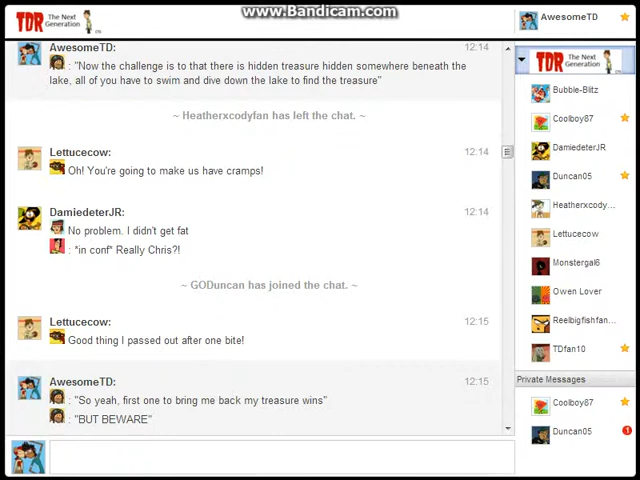 www.Bandicam.com
TDR The Next Generation
AwesomeTD
AwesomeTD: 12:14
: "Now the challenge is to that there is hidden treasure hidden somewhere beneath the
lake, all of you have to swim and dive down the lake to find the treasure"
~ Heatherxcodyfan has left the chat. ~
Lettucecow: 12:14
Oh! You're going to make us have cramps!
DamiedeterJR: 12:14
No problem. I didn't get fat
: *in conf* Really Chris?!
~ GODuncan has joined the chat. ~
Lettucecow: 12:15
Good thing I passed out after one bite!
AwesomeTD: 12:15
: "So yeah, first one to bring me back my treasure wins"
: "BUT BEWARE"
TDR The Next Generation
Bubble-Blitz
Coolboy87
DamiedeterJR
Duncan05
Heatherxcody...
Lettucecow
Monstergal6
Owen Lover
Reelbigfishfan...
TDfan10
Private Messages
Coolboy87
Duncan05 1